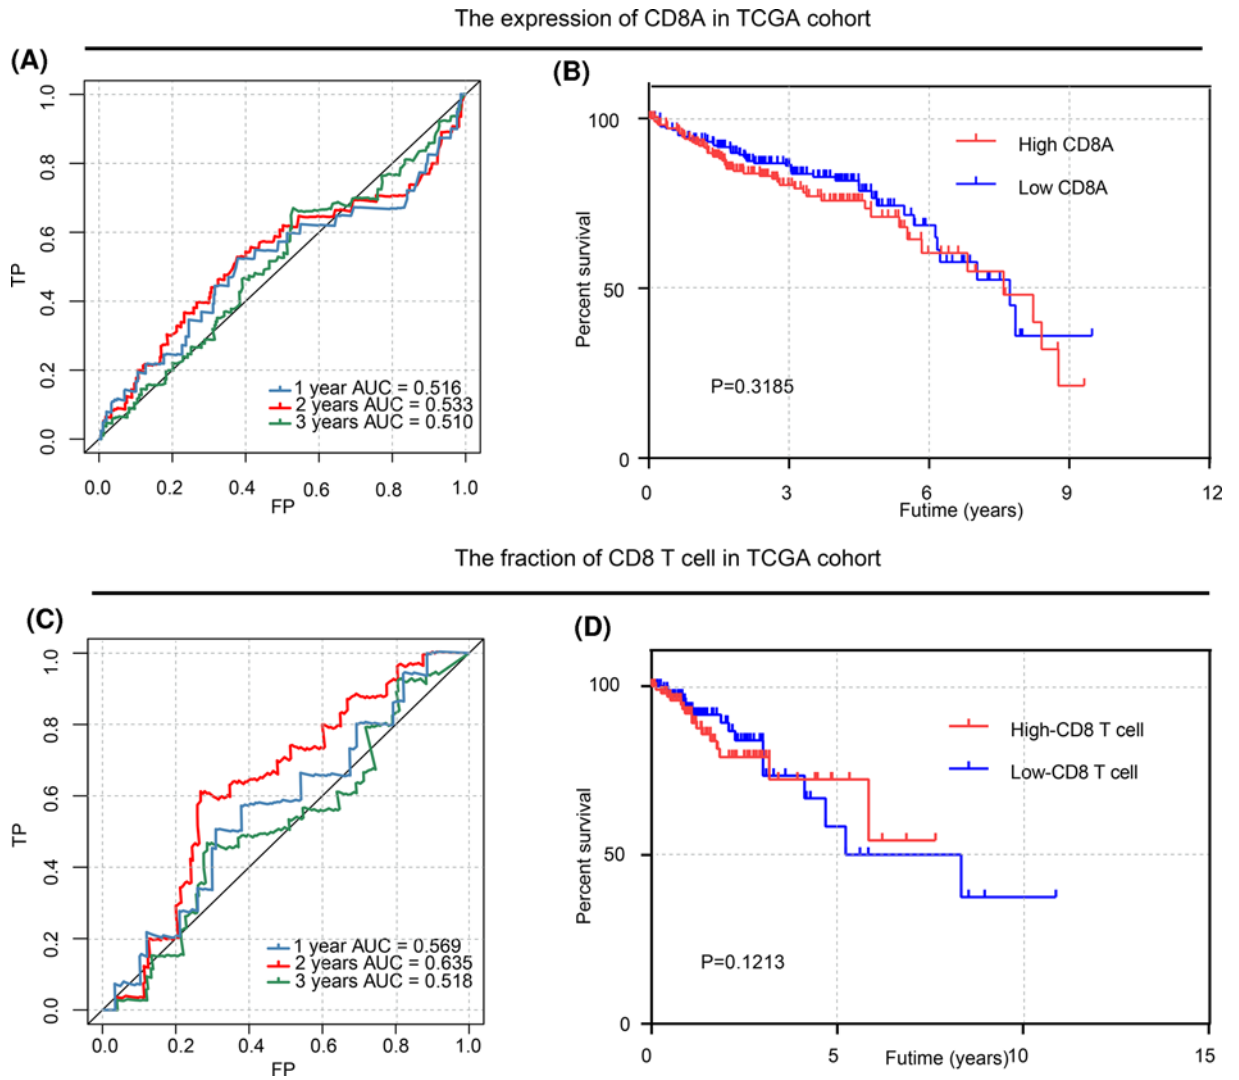 The expression of CD8A in TCGA cohort
(A)
TP
1.0
0.8
0.6
0.4
0.2
0.0
1 year AUC = 0.516
2 years AUC = 0.533
3 years AUC = 0.510
0.0 0.2 0.4 0.6 0.8 1.0
FP
(B)
Percent survival
100
50
0
High CD8A
Low CD8A
P=0.3185
0 3 6 9 12
Futime (years)
The fraction of CD8 T cell in TCGA cohort
(C)
TP
1.0
0.8
0.6
0.4
0.2
0.0
1 year AUC = 0.569
2 years AUC = 0.635
3 years AUC = 0.518
0.0 0.2 0.4 0.6 0.8 1.0
FP
(D)
Percent survival
100
50
0
High-CD8 T cell
Low-CD8 T cell
P=0.1213
0 5 10 15
Futime (years)